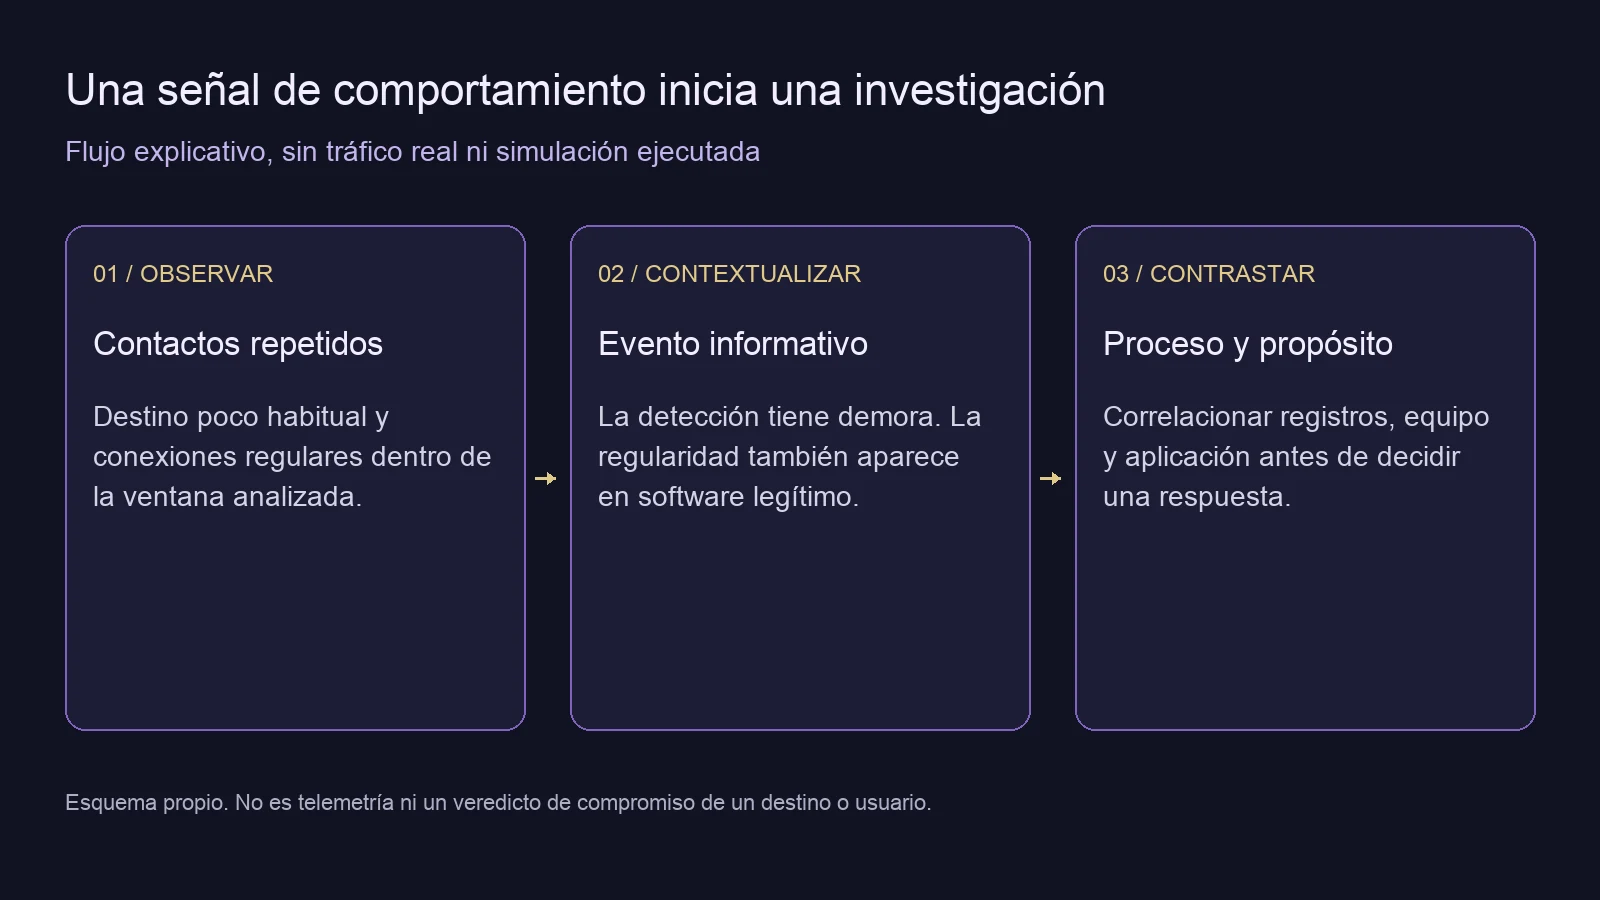 Una señal de comportamiento inicia una investigación
Flujo explicativo, sin tráfico real ni simulación ejecutada
01 / OBSERVAR
Contactos repetidos
Destino poco habitual y
conexiones regulares dentro de
la ventana analizada.
02 / CONTEXTUALIZAR
Evento informativo
La detección tiene demora. La
regularidad también aparece
en software legítimo.
03 / CONTRASTAR
Proceso y propósito
Correlacionar registros, equipo
y aplicación antes de decidir
una respuesta.
Esquema propio. No es telemetría ni un veredicto de compromiso de un destino o usuario.